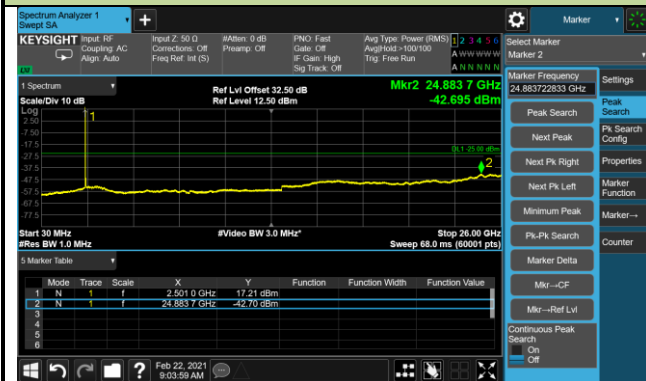 Spectrum Analyzer 1
Swept SA
Marker
KEYSIGHT
Input: RF
Coupling: AC
Align: Auto
Input Z: 50 Ω
Corrections: Off
Freq Ref: Int (S)
#Atten: 0 dB
Preamp: Off
PNO: Fast
Gate: Off
IF Gain: High
Sig Track: Off
Avg Type: Power (RMS)
Avg|Hold:>100/100
Trig: Free Run
1 2 3 4 5 6
A W W W W W
A N N N N N
Select Marker
Marker 2
1 Spectrum
Scale/Div 10 dB
Ref Lvl Offset 32.50 dB
Ref Level 12.50 dBm
Mkr2 24.883 7 GHz
-42.695 dBm
Marker Frequency
24.883722833 GHz
Settings
Peak Search
Next Peak
Next Pk Right
Next Pk Left
Minimum Peak
Pk-Pk Search
Marker Delta
Mkr→CF
Mkr→Ref Lvl
Continuous Peak
Search
On
Off
Peak
Search
Pk Search
Config
Properties
Marker
Function
Marker→
Counter
Log
2.50
-7.50
-17.5
-27.5
-37.5
-47.5
-57.5
-67.5
-77.5
1
DL1 -25.00 dBm
2
Start 30 MHz
#Res BW 1.0 MHz
#Video BW 3.0 MHz*
Stop 26.00 GHz
Sweep 68.0 ms (60001 pts)
5 Marker Table
Mode Trace Scale X Y Function Function Width Function Value
1 N 1 f 2.501 0 GHz 17.21 dBm
2 N 1 f 24.883 7 GHz -42.70 dBm
3
4
5
6
Feb 22, 2021
9:03:59 AM